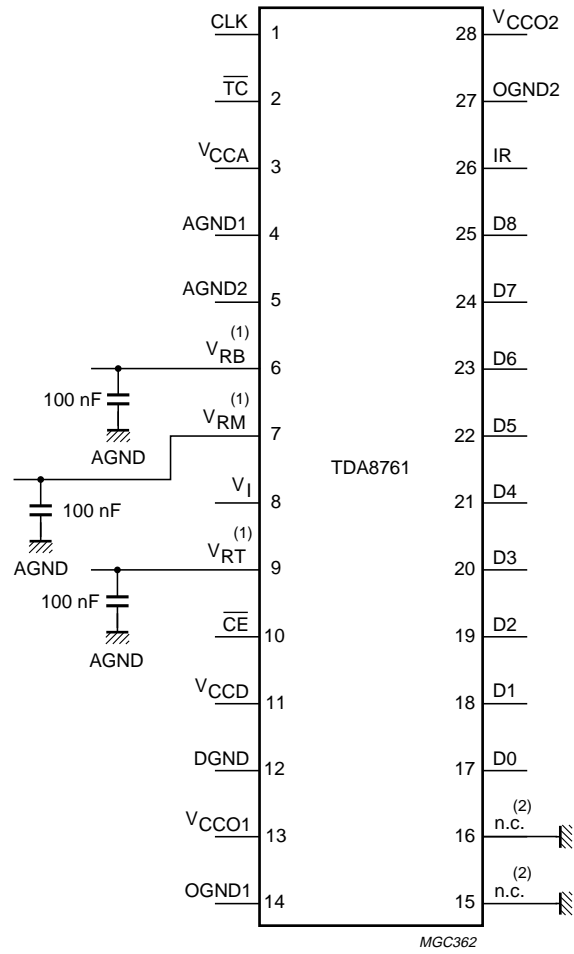 CLK 1 28 VCCO2
TC 2 27 OGND2
VCCA 3 26 IR
AGND1 4 25 D8
AGND2 5 24 D7
VRB (1) 6 23 D6
100 nF
AGND
VRM (1) 7 22 D5
TDA8761
VI 8 21 D4
100 nF
AGND
VRT (1) 9 20 D3
100 nF
AGND
CE 10 19 D2
VCCD 11 18 D1
DGND 12 17 D0
VCCO1 13 16 n.c. (2)
OGND1 14 15 n.c. (2)
MGC362